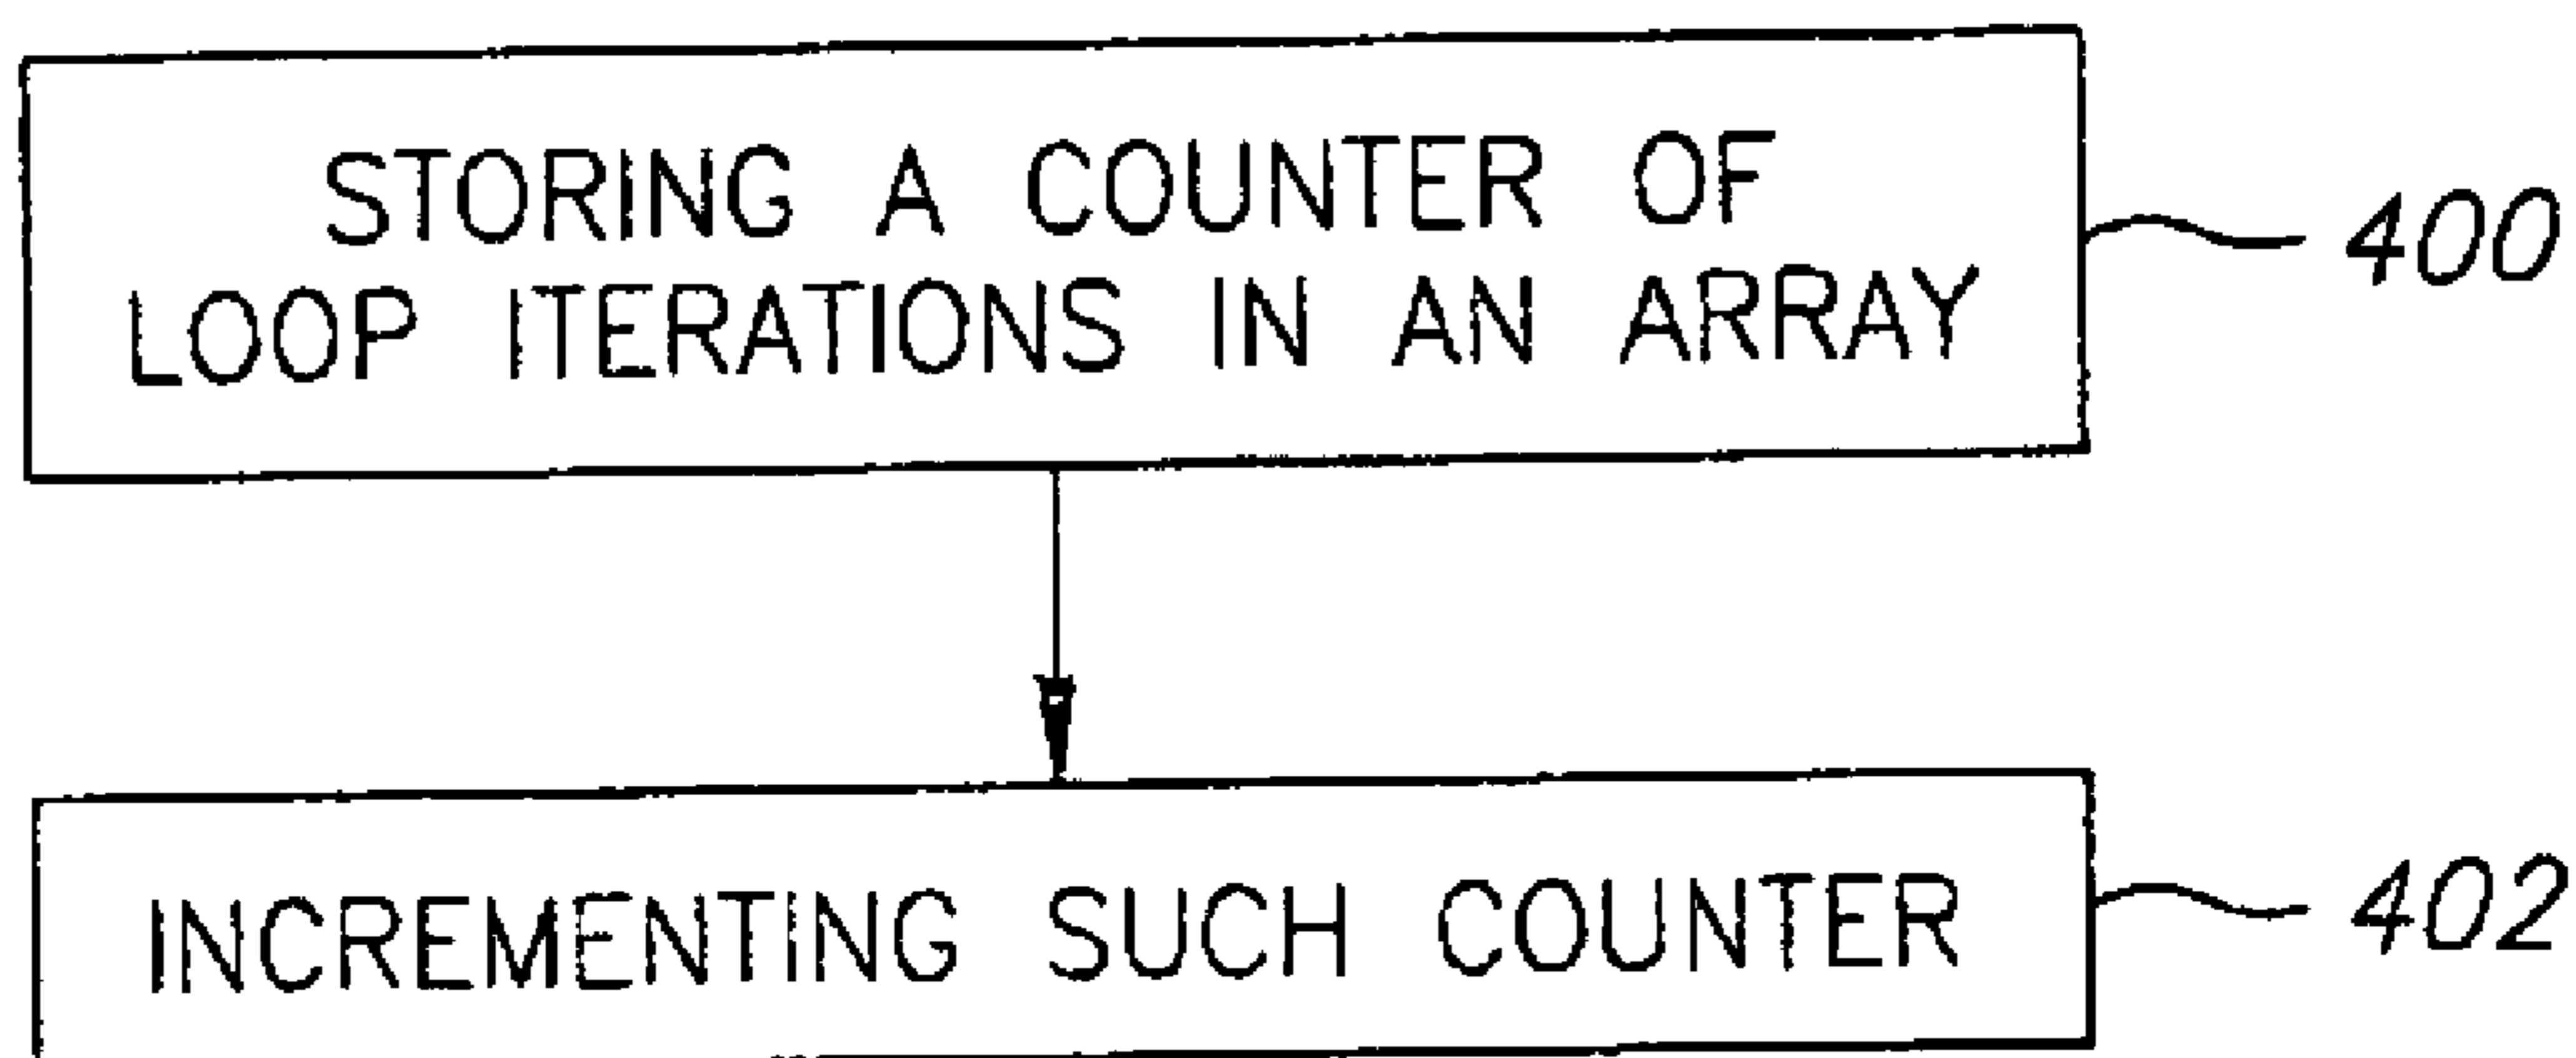 STORING A COUNTER OF
LOOP ITERATIONS IN AN ARRAY
400
INCREMENTING SUCH COUNTER
402